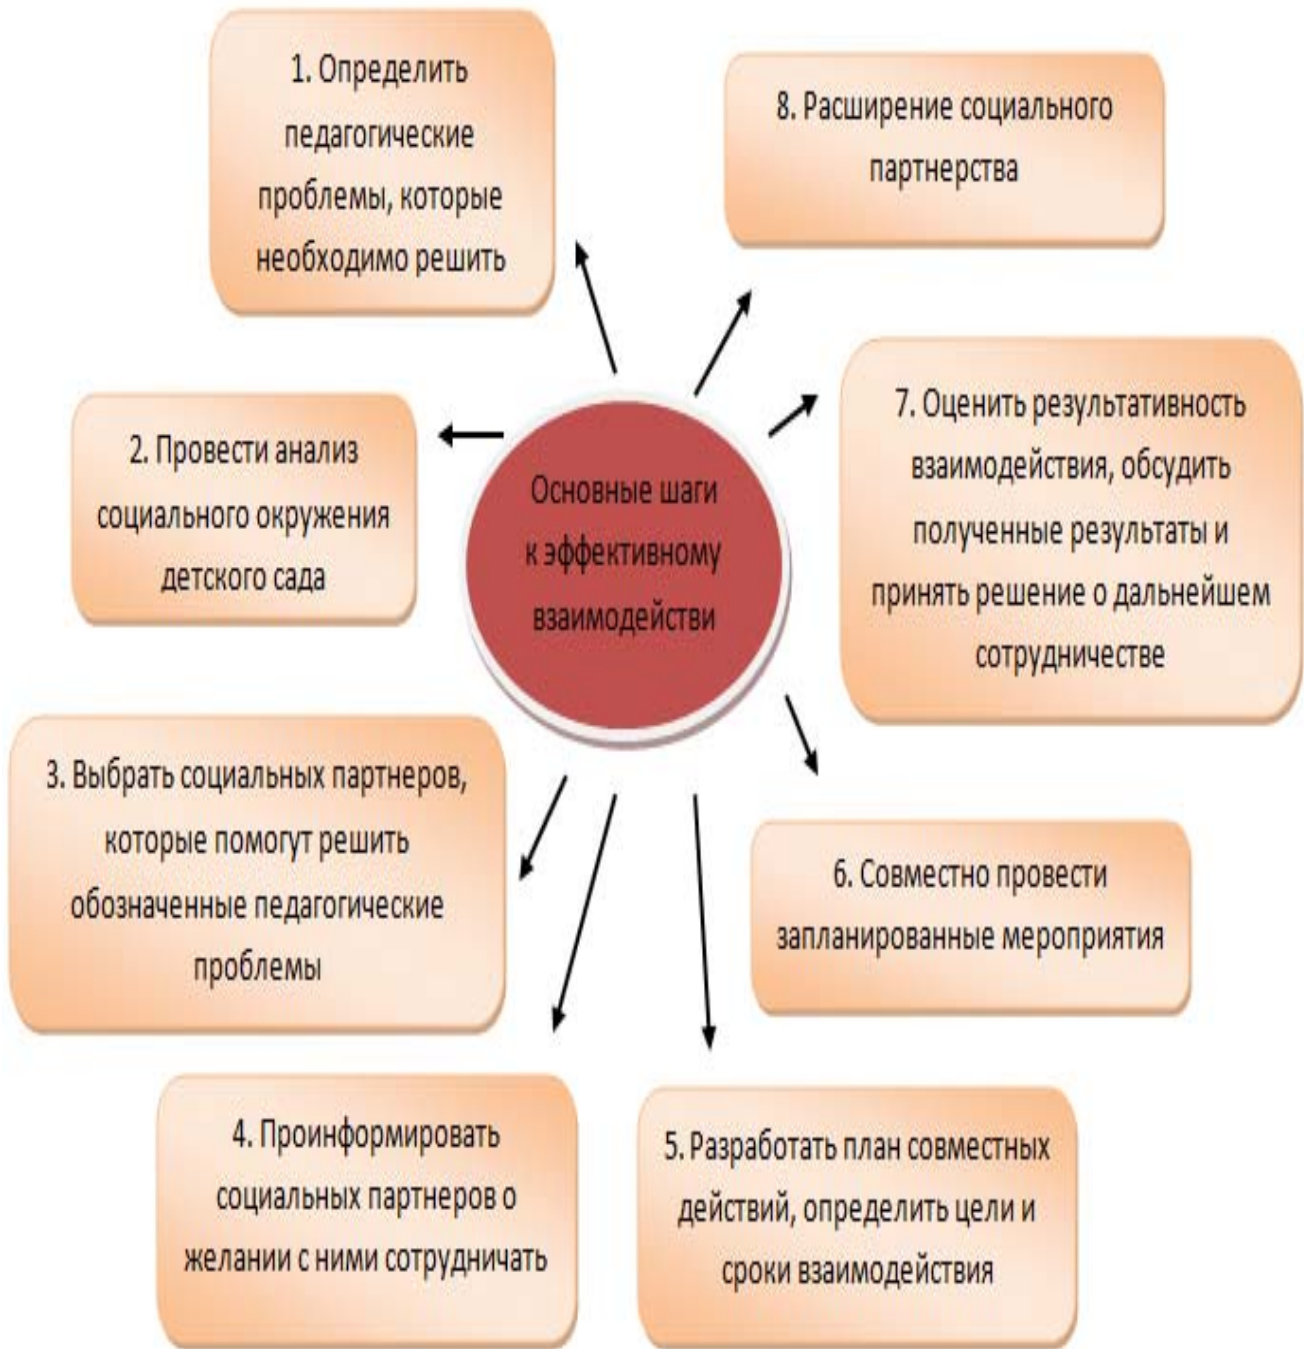 1. Определить
педагогические
проблемы, которые
необходимо решить
8. Расширение социального
партнерства
2. Провести анализ
социального окружения
детского сада
Основные шаги
к эффективному
взаимодействи
7. Оценить результативность
взаимодействия, обсудить
полученные результаты и
принять решение о дальнейшем
сотрудничестве
3. Выбрать социальных партнеров,
которые помогут решить
обозначенные педагогические
проблемы
6. Совместно провести
запланированные мероприятия
4. Проинформировать
социальных партнеров о
желании с ними сотрудничать
5. Разработать план совместных
действий, определить цели и
сроки взаимодействия